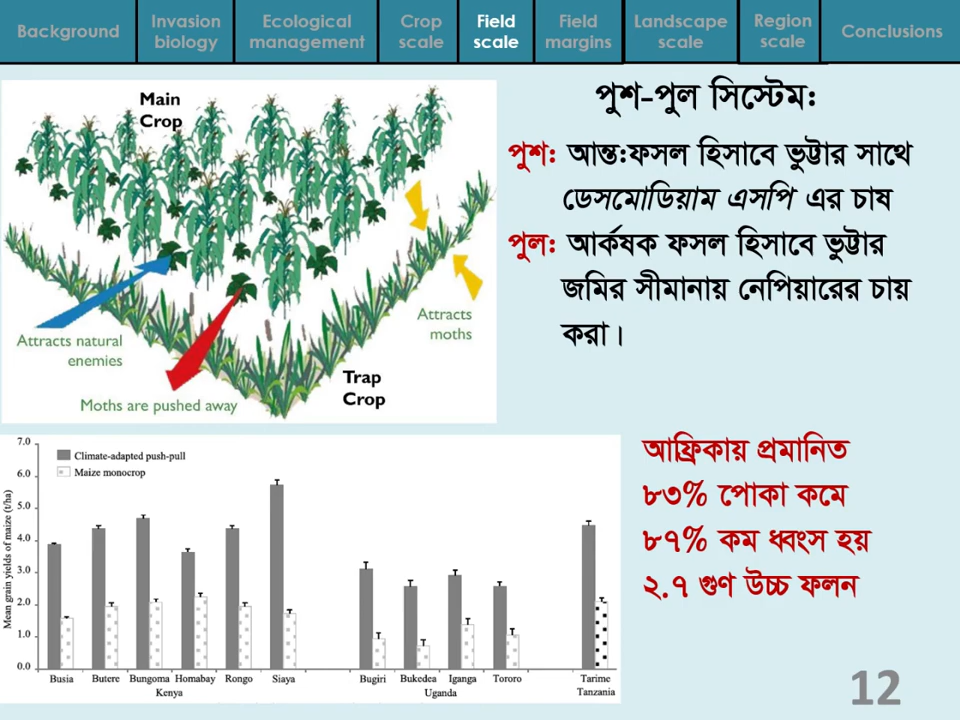 Background
Invasion
biology
Ecological
management
Crop
scale
Field
scale
Field
margins
Landscape
scale
Region
scale
Conclusions
Main
Crop
Attracts natural
enemies
Moths are pushed away
Attracts
moths
Trap
Crop
পুশ-পুল সিস্টেম:
পুশ: আন্ত:ফসল হিসাবে ভুট্টার সাথে
ডেসমোডিয়াম এসপি এর চাষ
পুল: আর্কষক ফসল হিসাবে ভুট্টার
জমির সীমানায় নেপিয়ারের চায়
করা।
Mean grain yields of maize (t/ha)
7.0
6.0
5.0
4.0
3.0
2.0
1.0
0.0
Climate-adapted push-pull
Maize monocrop
Busia Butere Bungoma Homabay Rongo Siaya Bugiri Bukedea Iganga Tororo Tarime
Kenya Uganda Tanzania
আফ্রিকায় প্রমানিত
৮৩% পোকা কমে
৮৭% কম ধ্বংস হয়
২.৭ গুণ উচ্চ ফলন
12